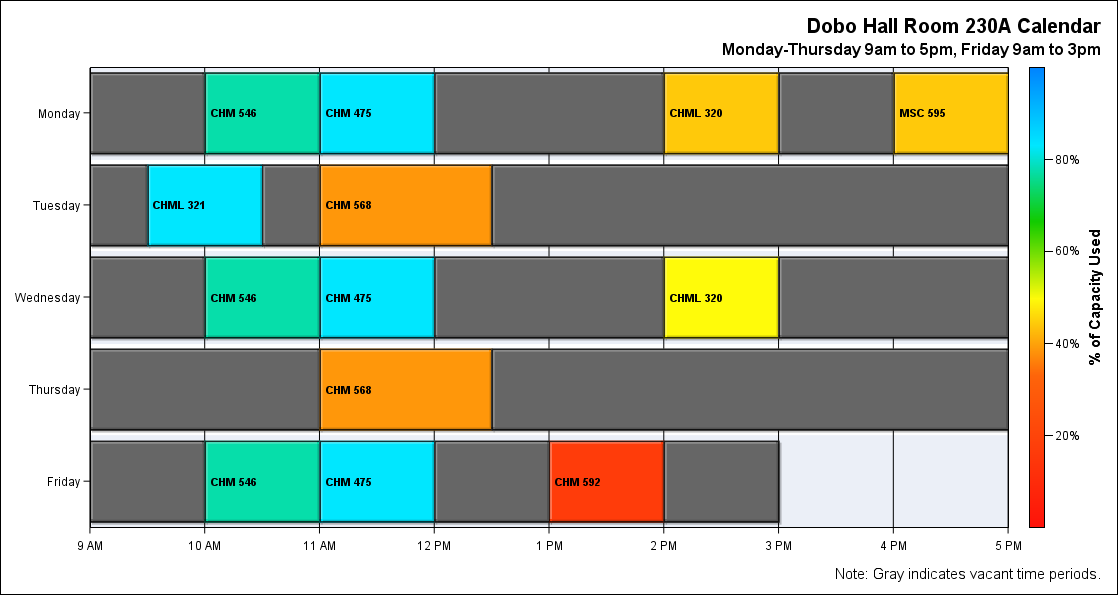 Dobo Hall Room 230A Calendar
Monday-Thursday 9am to 5pm, Friday 9am to 3pm
Monday
CHM 546
CHM 475
CHML 320
MSC 595
Tuesday
CHML 321
CHM 568
Wednesday
CHM 546
CHM 475
CHML 320
Thursday
CHM 568
Friday
CHM 546
CHM 475
CHM 592
9 AM
10 AM
11 AM
12 PM
1 PM
2 PM
3 PM
4 PM
5 PM
80%
60%
40%
20%
% of Capacity Used
Note: Gray indicates vacant time periods.